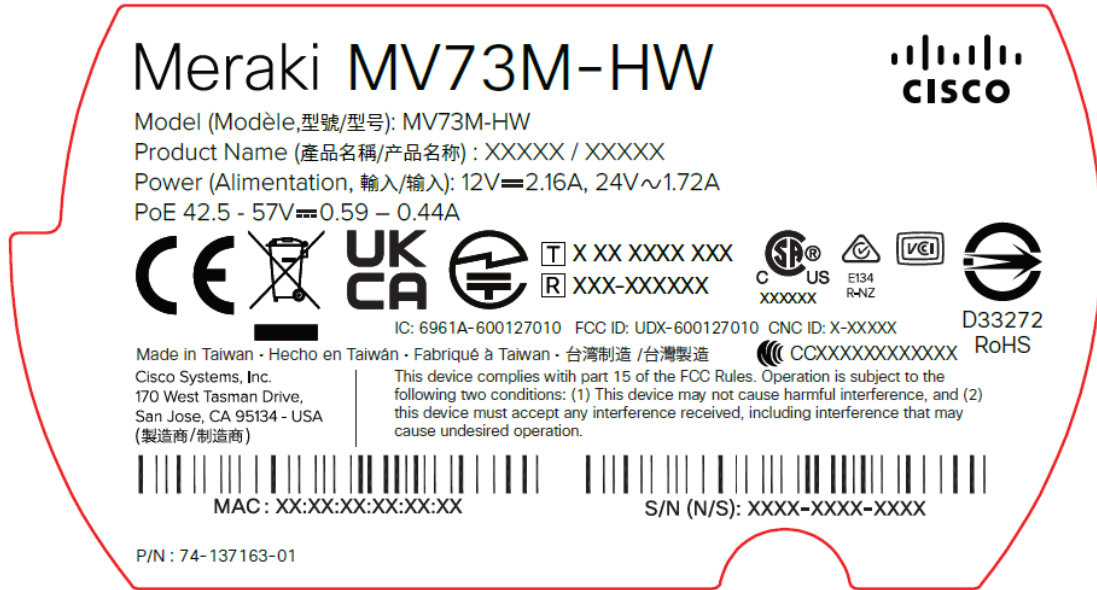 Meraki MV73M-HW
CISCO
Model (Modèle,型號/型号): MV73M-HW
Product Name (產品名稱/产品名称) : XXXXX / XXXXX
Power (Alimentation, 輸入/输入): 12V⎓2.16A, 24V∼1.72A
PoE 42.5 - 57V⎓0.59 – 0.44A
CE
UK
CA
T X XX XXXX XXX
R XXX-XXXXXX
C SA ® US
XXXXXX
E134
R-NZ
VCI
D33272
RoHS
IC: 6961A-600127010 FCC ID: UDX-600127010 CNC ID: X-XXXXX
Made in Taiwan · Hecho en Taiwán · Fabriqué à Taiwan · 台湾制造 /台灣製造
CCXXXXXXXXXXXX
Cisco Systems, Inc.
170 West Tasman Drive,
San Jose, CA 95134 - USA
(製造商/制造商)
This device complies witih part 15 of the FCC Rules. Operation is subject to the
following two conditions: (1) This device may not cause harmful interference, and (2)
this device must accept any interference received, including interference that may
cause undesired operation.
MAC : XX:XX:XX:XX:XX:XX
S/N (N/S): XXXX-XXXX-XXXX
P/N : 74-137163-01